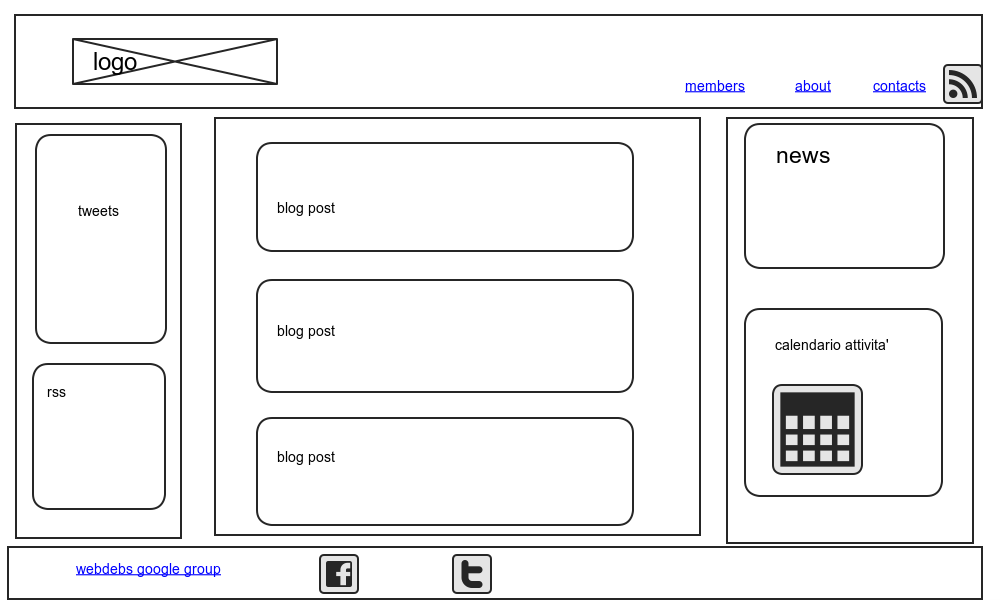 logo
members about contacts
tweets
rss
blog post
blog post
blog post
news
calendario attivita'
webdebs google group